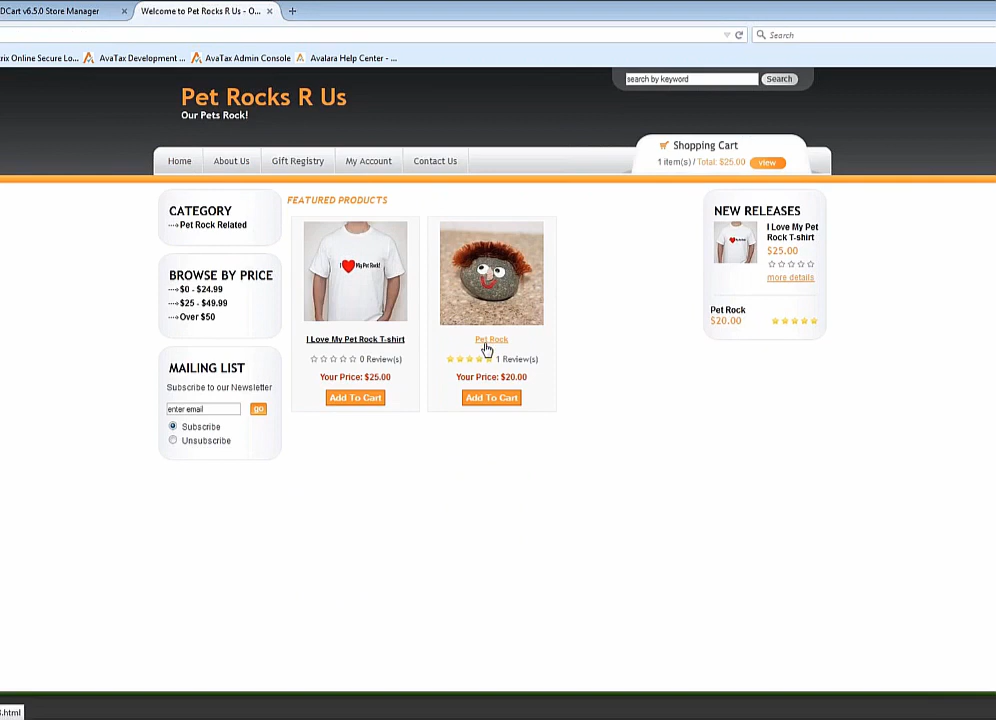 DCart v6.5.0 Store Manager
Welcome to Pet Rocks R Us - O...
Search
rix Online Secure Lo...
AvaTax Development ...
AvaTax Admin Console
Avalara Help Center - ...
Pet Rocks R Us
Our Pets Rock!
search by keyword
Search
Home
About Us
Gift Registry
My Account
Contact Us
Shopping Cart
1 item(s) / Total: $25.00
view
CATEGORY
Pet Rock Related
BROWSE BY PRICE
$0 - $24.99
$25 - $49.99
Over $50
MAILING LIST
Subscribe to our Newsletter
enter email
go
Subscribe
Unsubscribe
FEATURED PRODUCTS
I My Pet Rock!
I Love My Pet Rock T-shirt
0 Review(s)
Your Price: $25.00
Add To Cart
Pet Rock
1 Review(s)
Your Price: $20.00
Add To Cart
NEW RELEASES
I Love My Pet
Rock T-shirt
$25.00
more details
Pet Rock
$20.00
.html